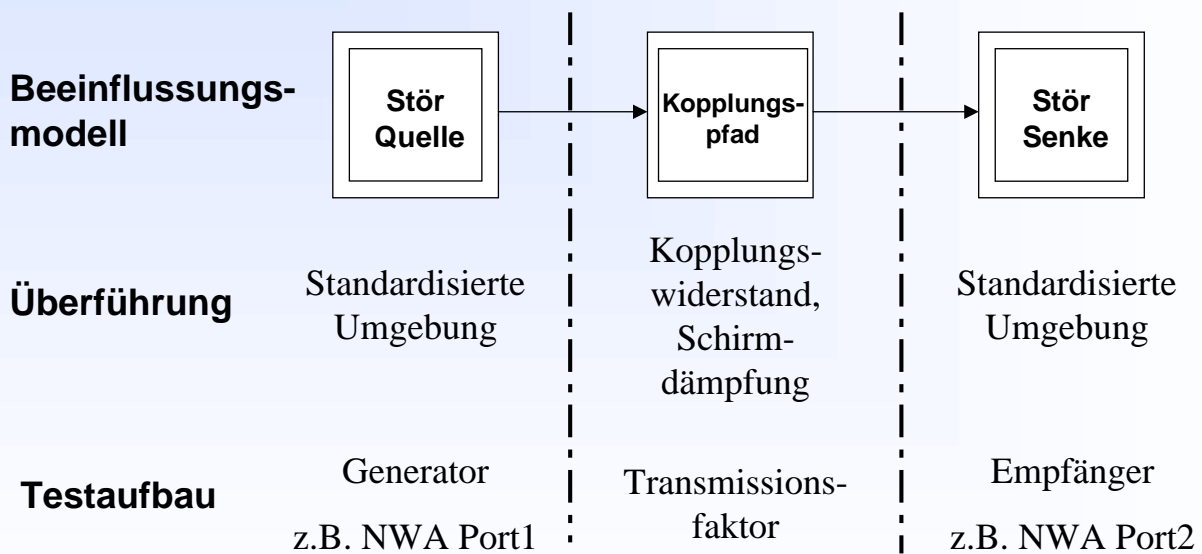 Beeinflussungs-
modell
Stör
Quelle
Kopplungs-
pfad
Stör
Senke
Überführung
Standardisierte
Umgebung
Kopplungs-
widerstand,
Schirm-
dämpfung
Standardisierte
Umgebung
Testaufbau
Generator
z.B. NWA Port1
Transmissions-
faktor
Empfänger
z.B. NWA Port2